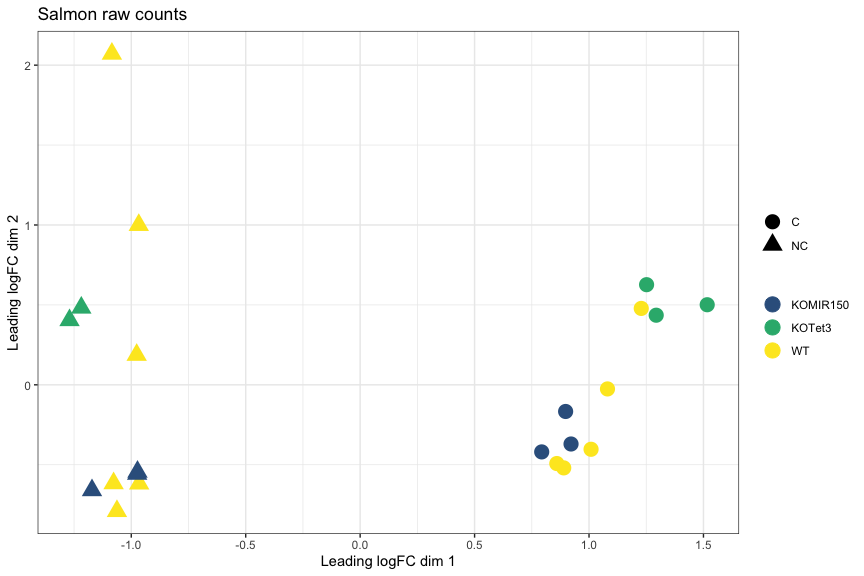 Salmon raw counts
2
1
0
Leading logFC dim 2
-1.0
-0.5
0.0
0.5
1.0
1.5
Leading logFC dim 1
C
NC
KOMIR150
KOTet3
WT